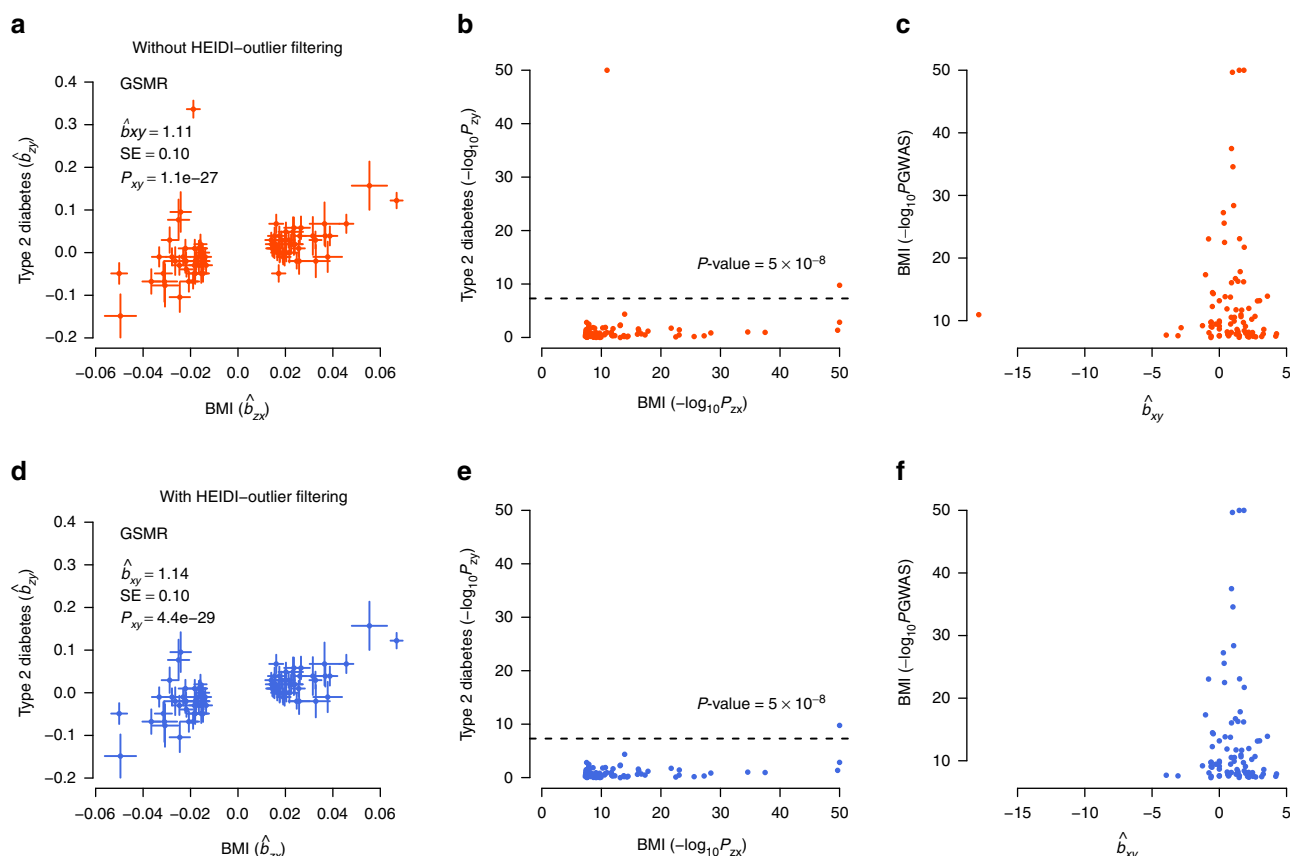 a
Without HEIDI−outlier filtering
GSMR
b̂xy = 1.11
SE = 0.10
Pxy = 1.1e−27
Type 2 diabetes (b̂zy)
0.4
0.3
0.2
0.1
0.0
−0.1
−0.2
−0.06 −0.04 −0.02 0.0 0.02 0.04 0.06
BMI (b̂zx)
b
Type 2 diabetes (−log10Pzy)
50
40
30
20
10
0
P-value = 5 × 10−8
0 10 20 30 40 50
BMI (−log10Pzx)
c
BMI (−log10PGWAS)
50
40
30
20
10
−15 −10 −5 0 5
b̂xy
d
With HEIDI−outlier filtering
GSMR
b̂xy = 1.14
SE = 0.10
Pxy = 4.4e−29
Type 2 diabetes (b̂zy)
0.4
0.3
0.2
0.1
0.0
−0.1
−0.2
−0.06 −0.04 −0.02 0.0 0.02 0.04 0.06
BMI (b̂zx)
e
Type 2 diabetes (−log10Pzy)
50
40
30
20
10
0
P-value = 5 × 10−8
0 10 20 30 40 50
BMI (−log10Pzx)
f
BMI (−log10PGWAS)
50
40
30
20
10
−15 −10 −5 0 5
b̂xy